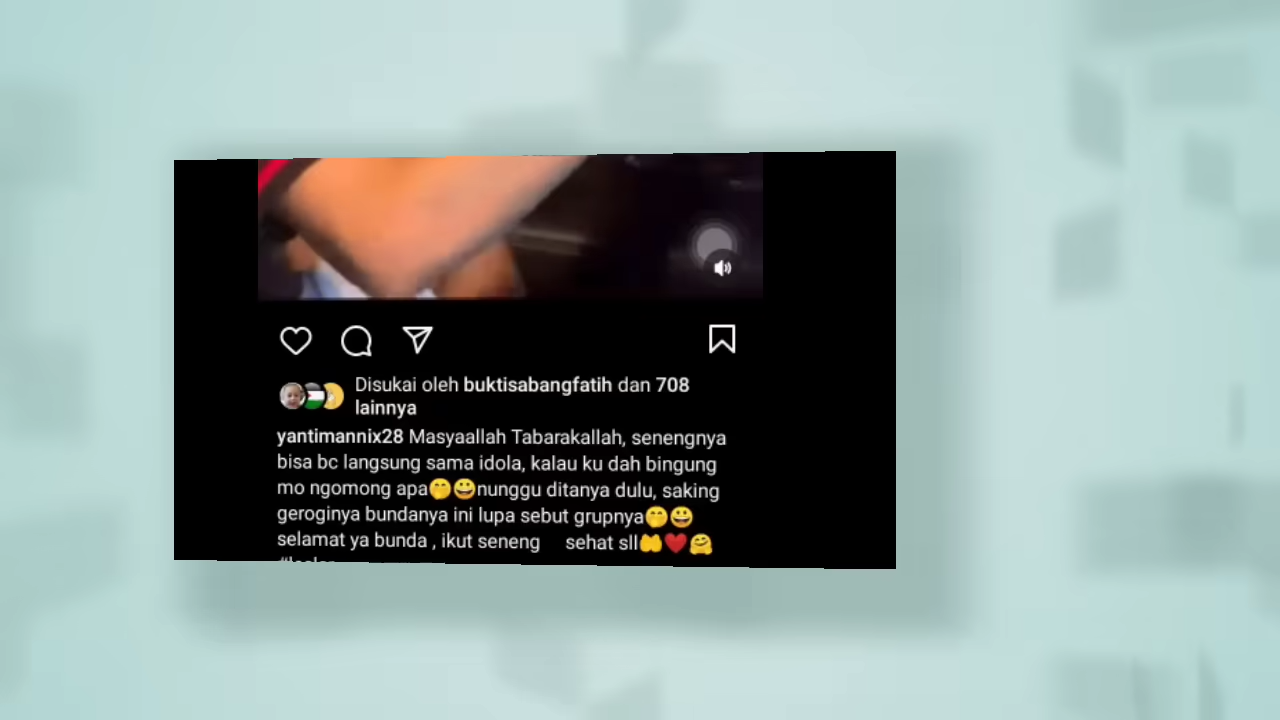 Disukai oleh buktisabangfatih dan 708
lainnya
yantimannix28 Masyaallah Tabarakallah, senengnya
bisa bc langsung sama idola, kalau ku dah bingung
mo ngomong apa🤭😀nunggu ditanya dulu, saking
geroginya bundanya ini lupa sebut grupnya🤭😀
selamat ya bunda , ikut seneng sehat sll🤲❤️🤗